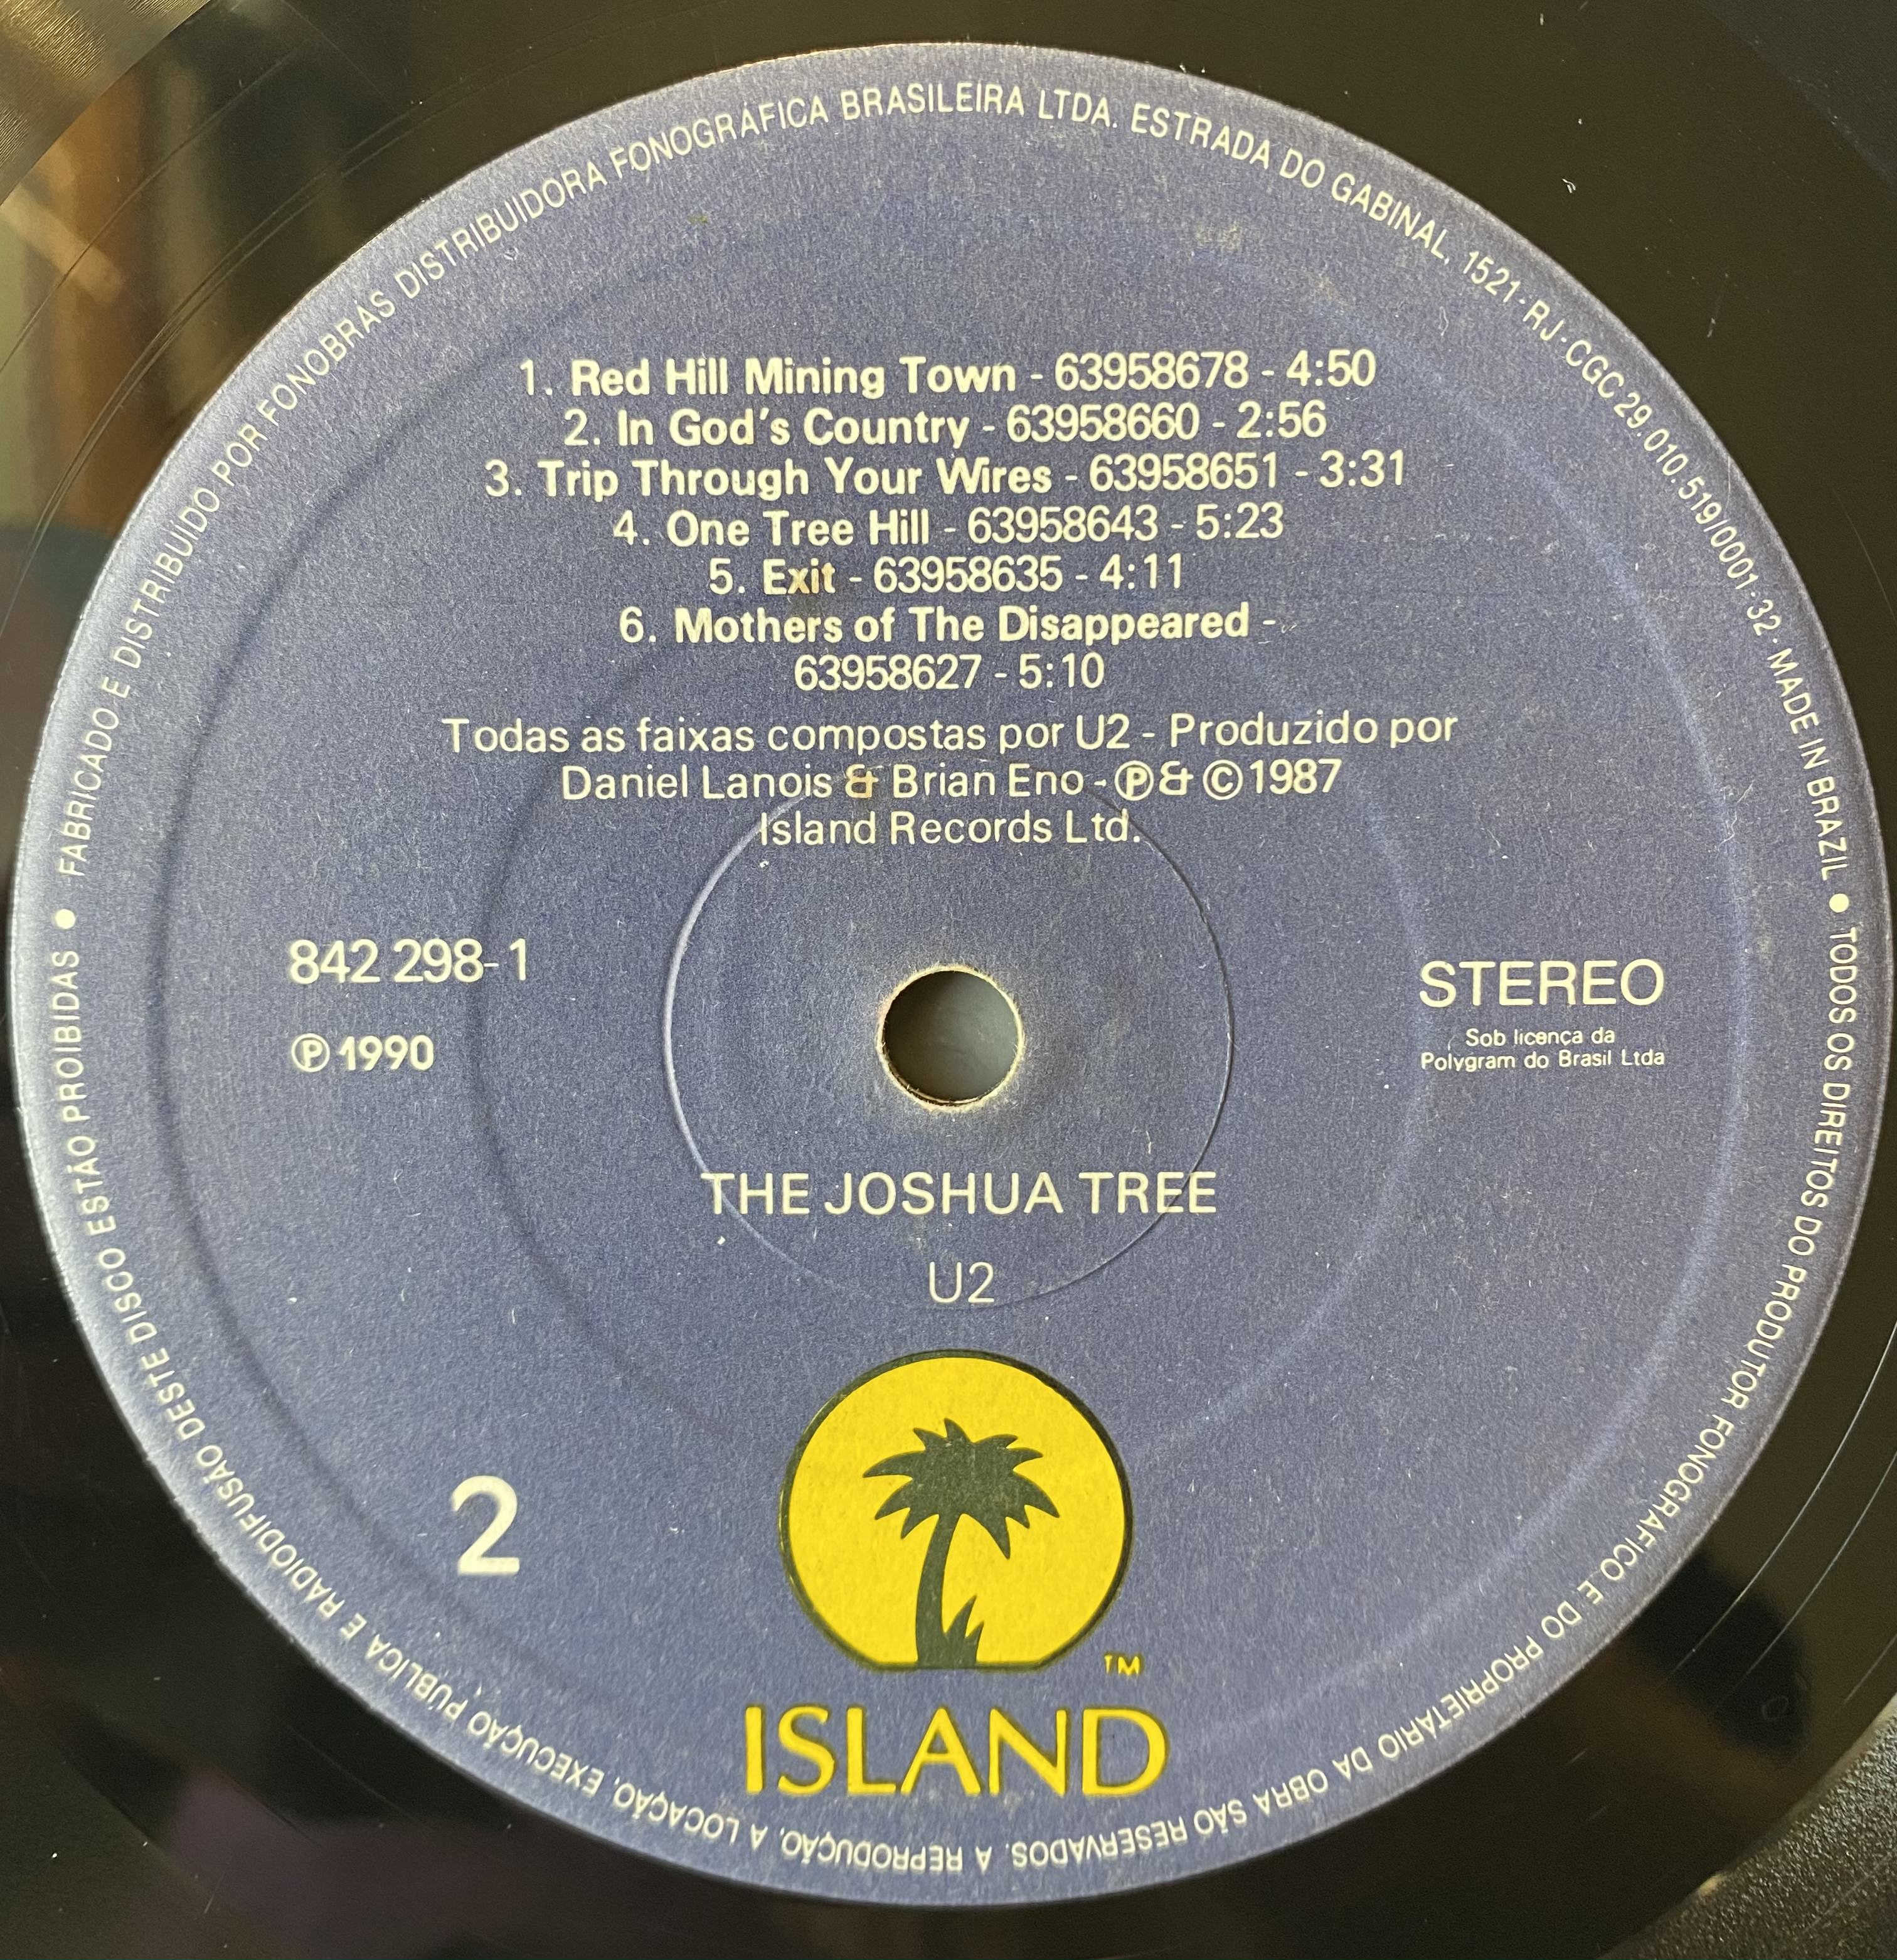 FABRICADO E DISTRIBUÍDO POR FONOBRÁS DISTRIBUIDORA FONOGRÁFICA BRASILEIRA LTDA. ESTRADA DO GABINAL, 1521·RJ·CGC 29.010.519/0001-32·MADE IN BRAZIL ●
1. Red Hill Mining Town - 63958678 - 4:50
2. In God's Country - 63958660 - 2:56
3. Trip Through Your Wires - 63958651 - 3:31
4. One Tree Hill - 63958643 - 5:23
5. Exit - 63958635 - 4:11
6. Mothers of The Disappeared -
63958627 - 5:10
Todas as faixas compostas por U2 - Produzido por
Daniel Lanois & Brian Eno - ℗ & © 1987
Island Records Ltd.
842 298-1
℗ 1990
STEREO
Sob licença da
Polygram do Brasil Ltda
THE JOSHUA TREE
U2
2
TM
ISLAND
TODOS OS DIREITOS DO PRODUTOR FONOGRÁFICO E DO PROPRIETÁRIO DA OBRA SÃO RESERVADOS. A REPRODUÇÃO, A LOCAÇÃO, EXECUÇÃO PÚBLICA E RÁDIODIFUSÃO DESTE DISCO ESTÃO PROIBIDAS ●